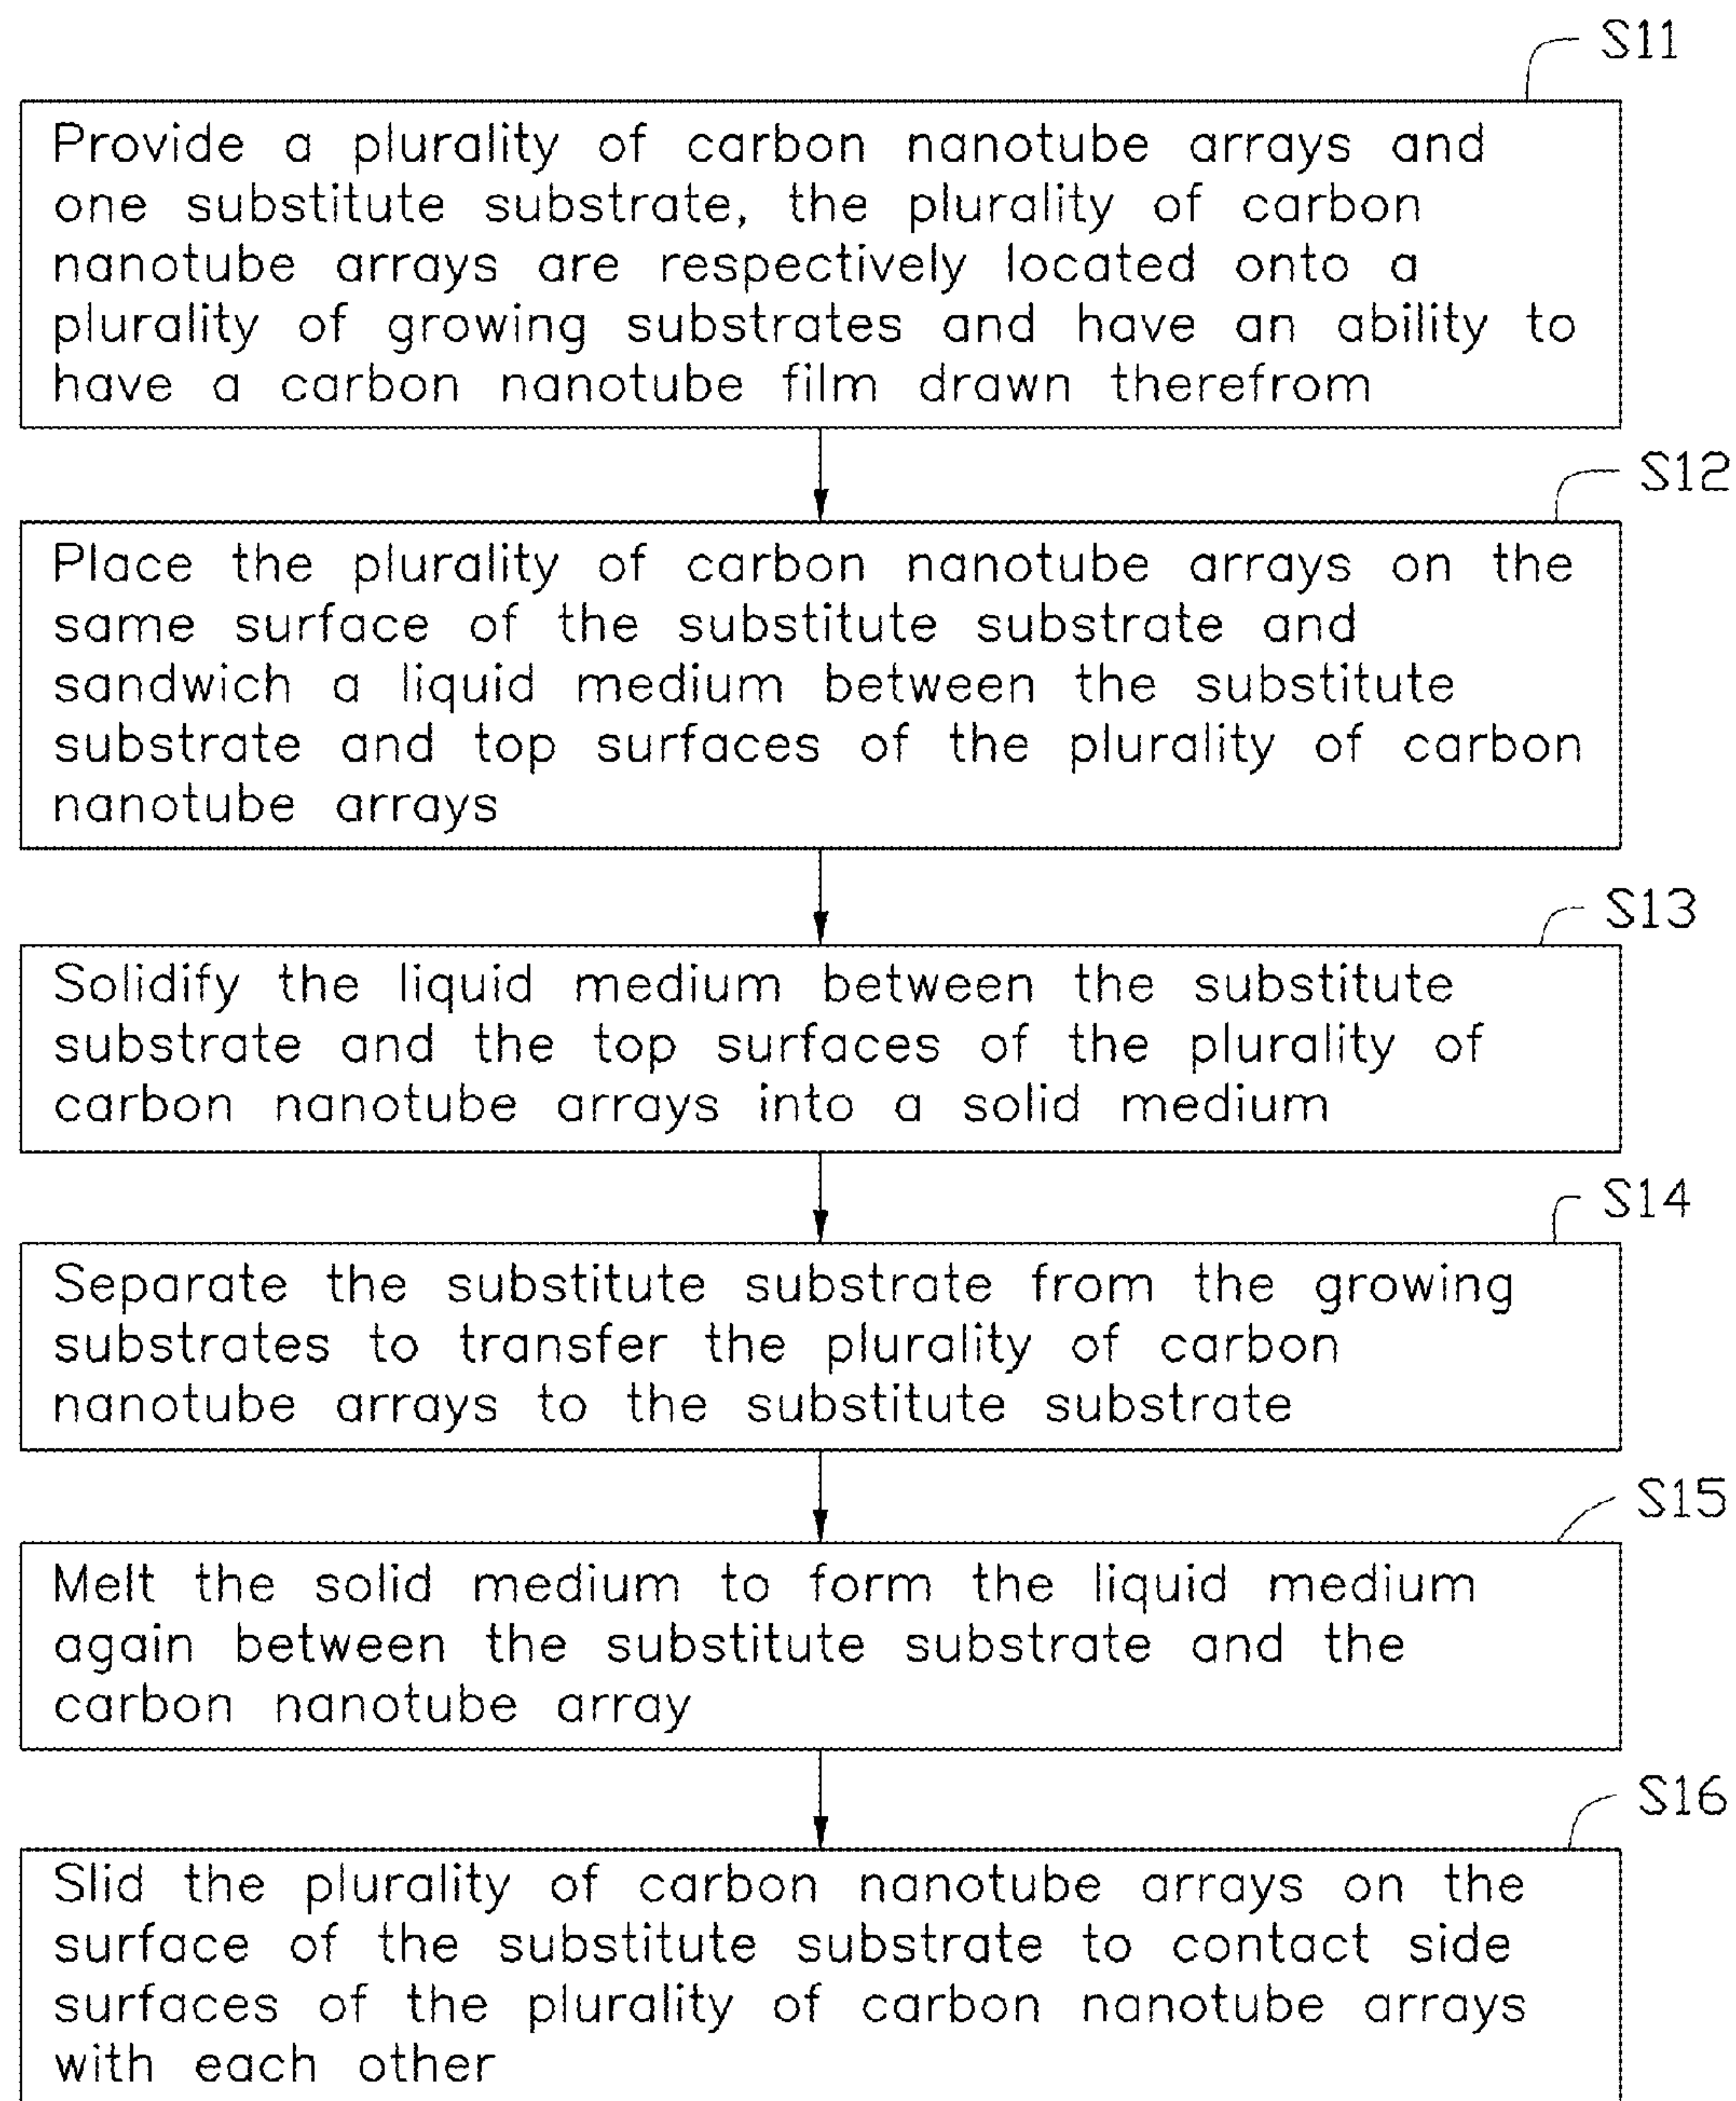 S11
Provide a plurality of carbon nanotube arrays and
one substitute substrate, the plurality of carbon
nanotube arrays are respectively located onto a
plurality of growing substrates and have an ability to
have a carbon nanotube film drawn therefrom
S12
Place the plurality of carbon nanotube arrays on the
same surface of the substitute substrate and
sandwich a liquid medium between the substitute
substrate and top surfaces of the plurality of carbon
nanotube arrays
S13
Solidify the liquid medium between the substitute
substrate and the top surfaces of the plurality of
carbon nanotube arrays into a solid medium
S14
Separate the substitute substrate from the growing
substrates to transfer the plurality of carbon
nanotube arrays to the substitute substrate
S15
Melt the solid medium to form the liquid medium
again between the substitute substrate and the
carbon nanotube array
S16
Slid the plurality of carbon nanotube arrays on the
surface of the substitute substrate to contact side
surfaces of the plurality of carbon nanotube arrays
with each other